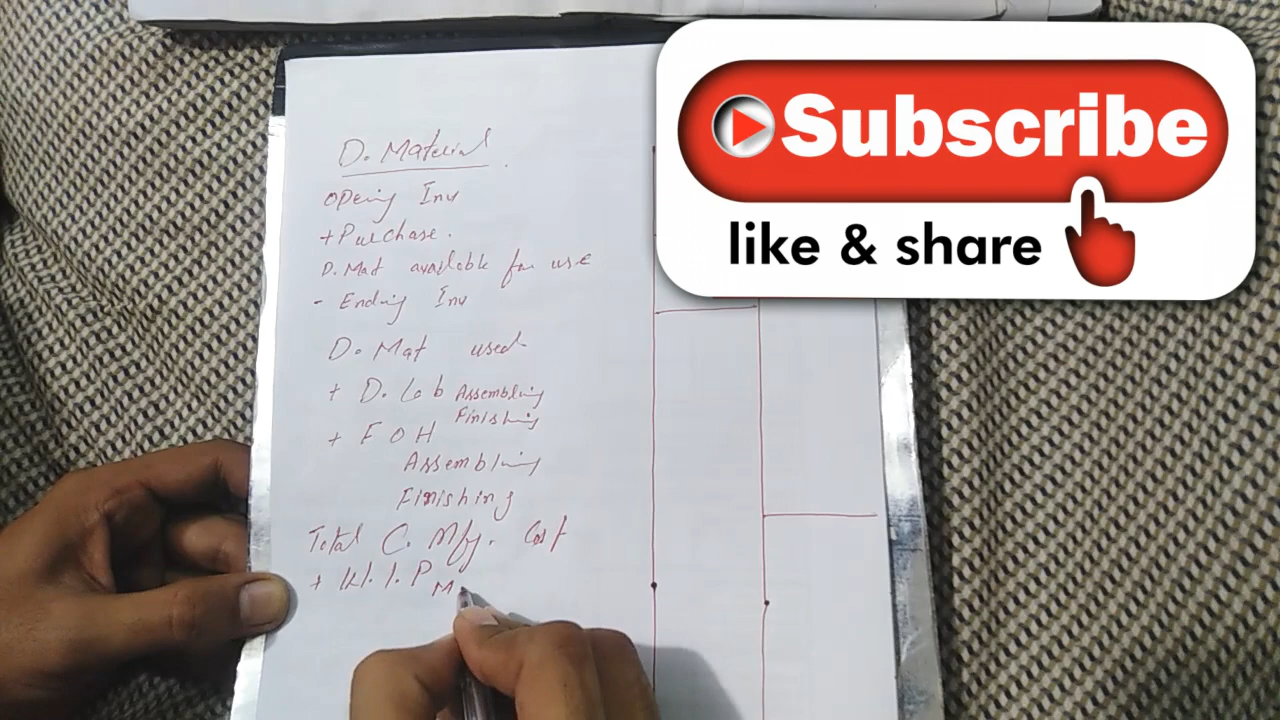 D. Material
Opeing Inv
+ Purchase.
D. Mat available for use
- Ending Inv
D. Mat used
+ D. Lab Assembling
Finishing
+ F O H
Assembling
Finishing
Total C. Mfg. Cost
+ W. I. P
M
Subscribe
like & share